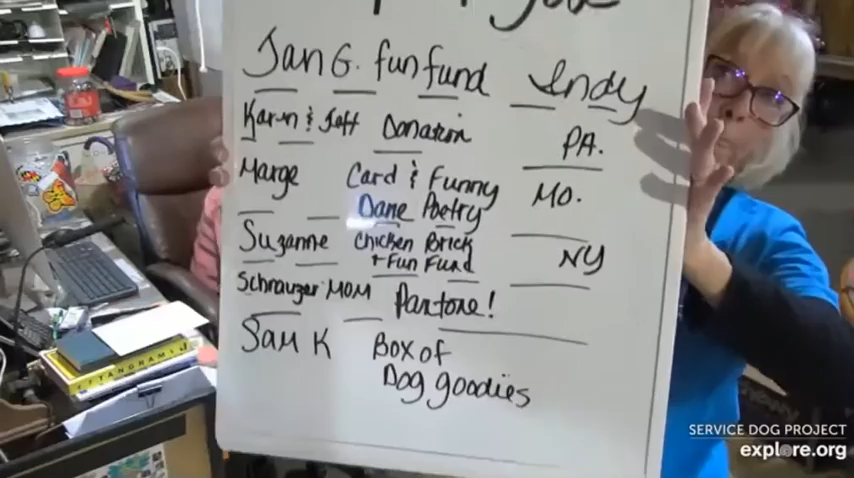 Jan G. fun fund Indy
Karen & Jeff Donation PA.
Marge Card & Funny MO.
Dane Poetry
Suzanne Chicken Brick NY
+ Fun Fund
Schnauzer MOM Pantone!
Sam K Box of
Dog goodies
TANGRAMS
SERVICE DOG PROJECT
explore.org